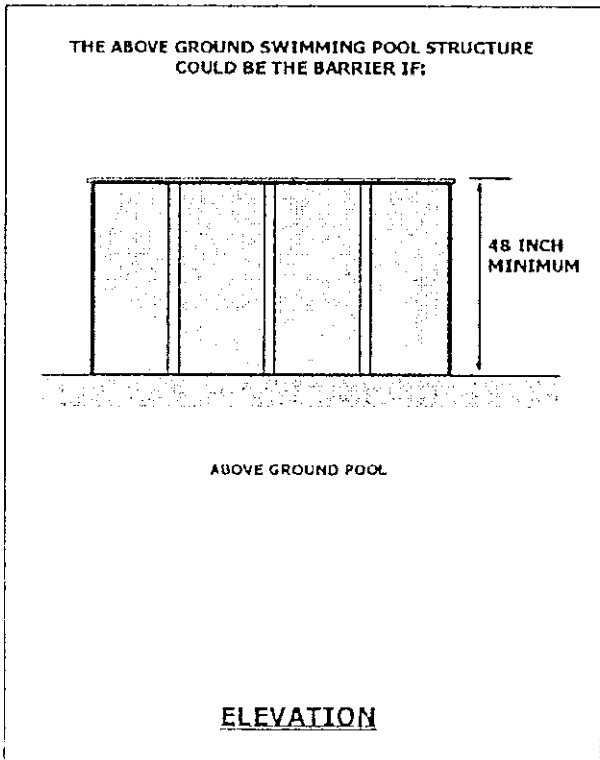 THE ABOVE GROUND SWIMMING POOL STRUCTURE
COULD BE THE BARRIER IF:
48 INCH
MINIMUM
ABOVE GROUND POOL
ELEVATION